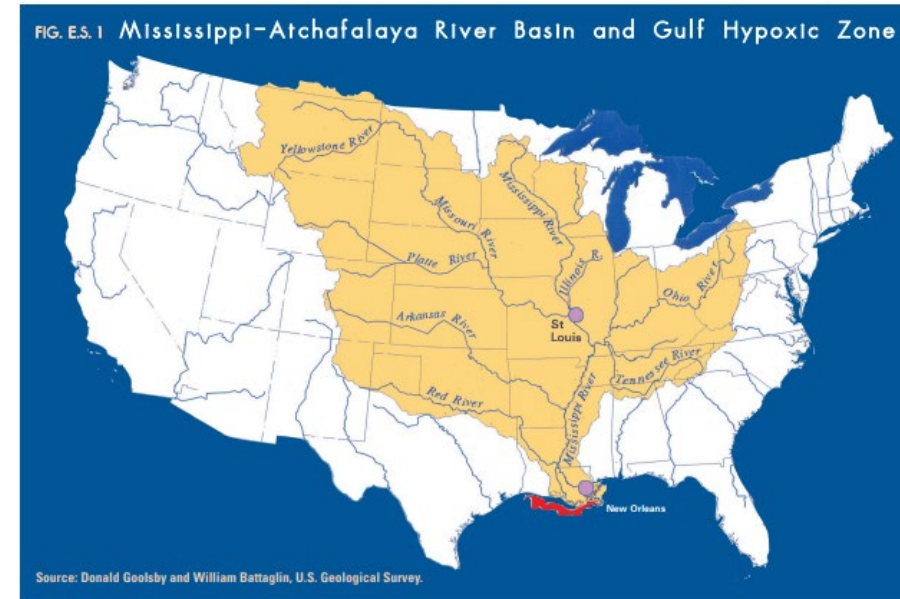 FIG. E.S. 1 Mississippi-Atchafalaya River Basin and Gulf Hypoxic Zone
Yellowstone River
Missouri River
Mississippi River
Platte River
Illinois R.
Ohio River
St
Louis
Arkansas River
Tennessee River
Red River
Mississippi River
New Orleans
Source: Donald Goolsby and William Battaglin, U.S. Geological Survey.